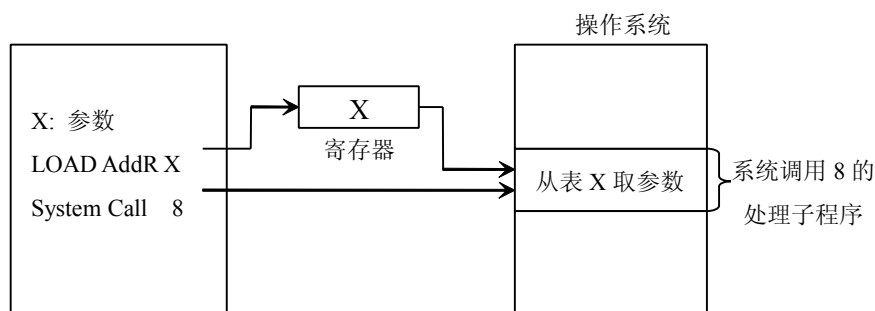 操作系统
X: 参数
LOAD AddR X
System Call 8
X
寄存器
从表 X 取参数
系统调用 8 的
处理子程序